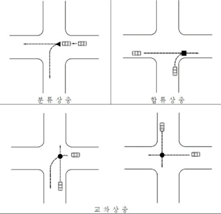 분 류 상 충
합 류 상 충
교 차 상 충